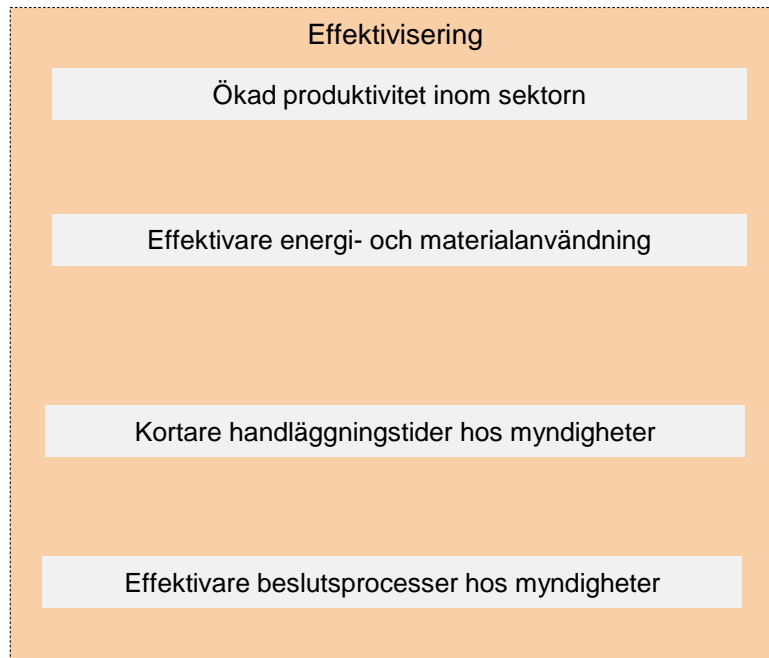 Effektivisering
Ökad produktivitet inom sektorn
Effektivare energi- och materialanvändning
Kortare handläggningstider hos myndigheter
Effektivare beslutsprocesser hos myndigheter